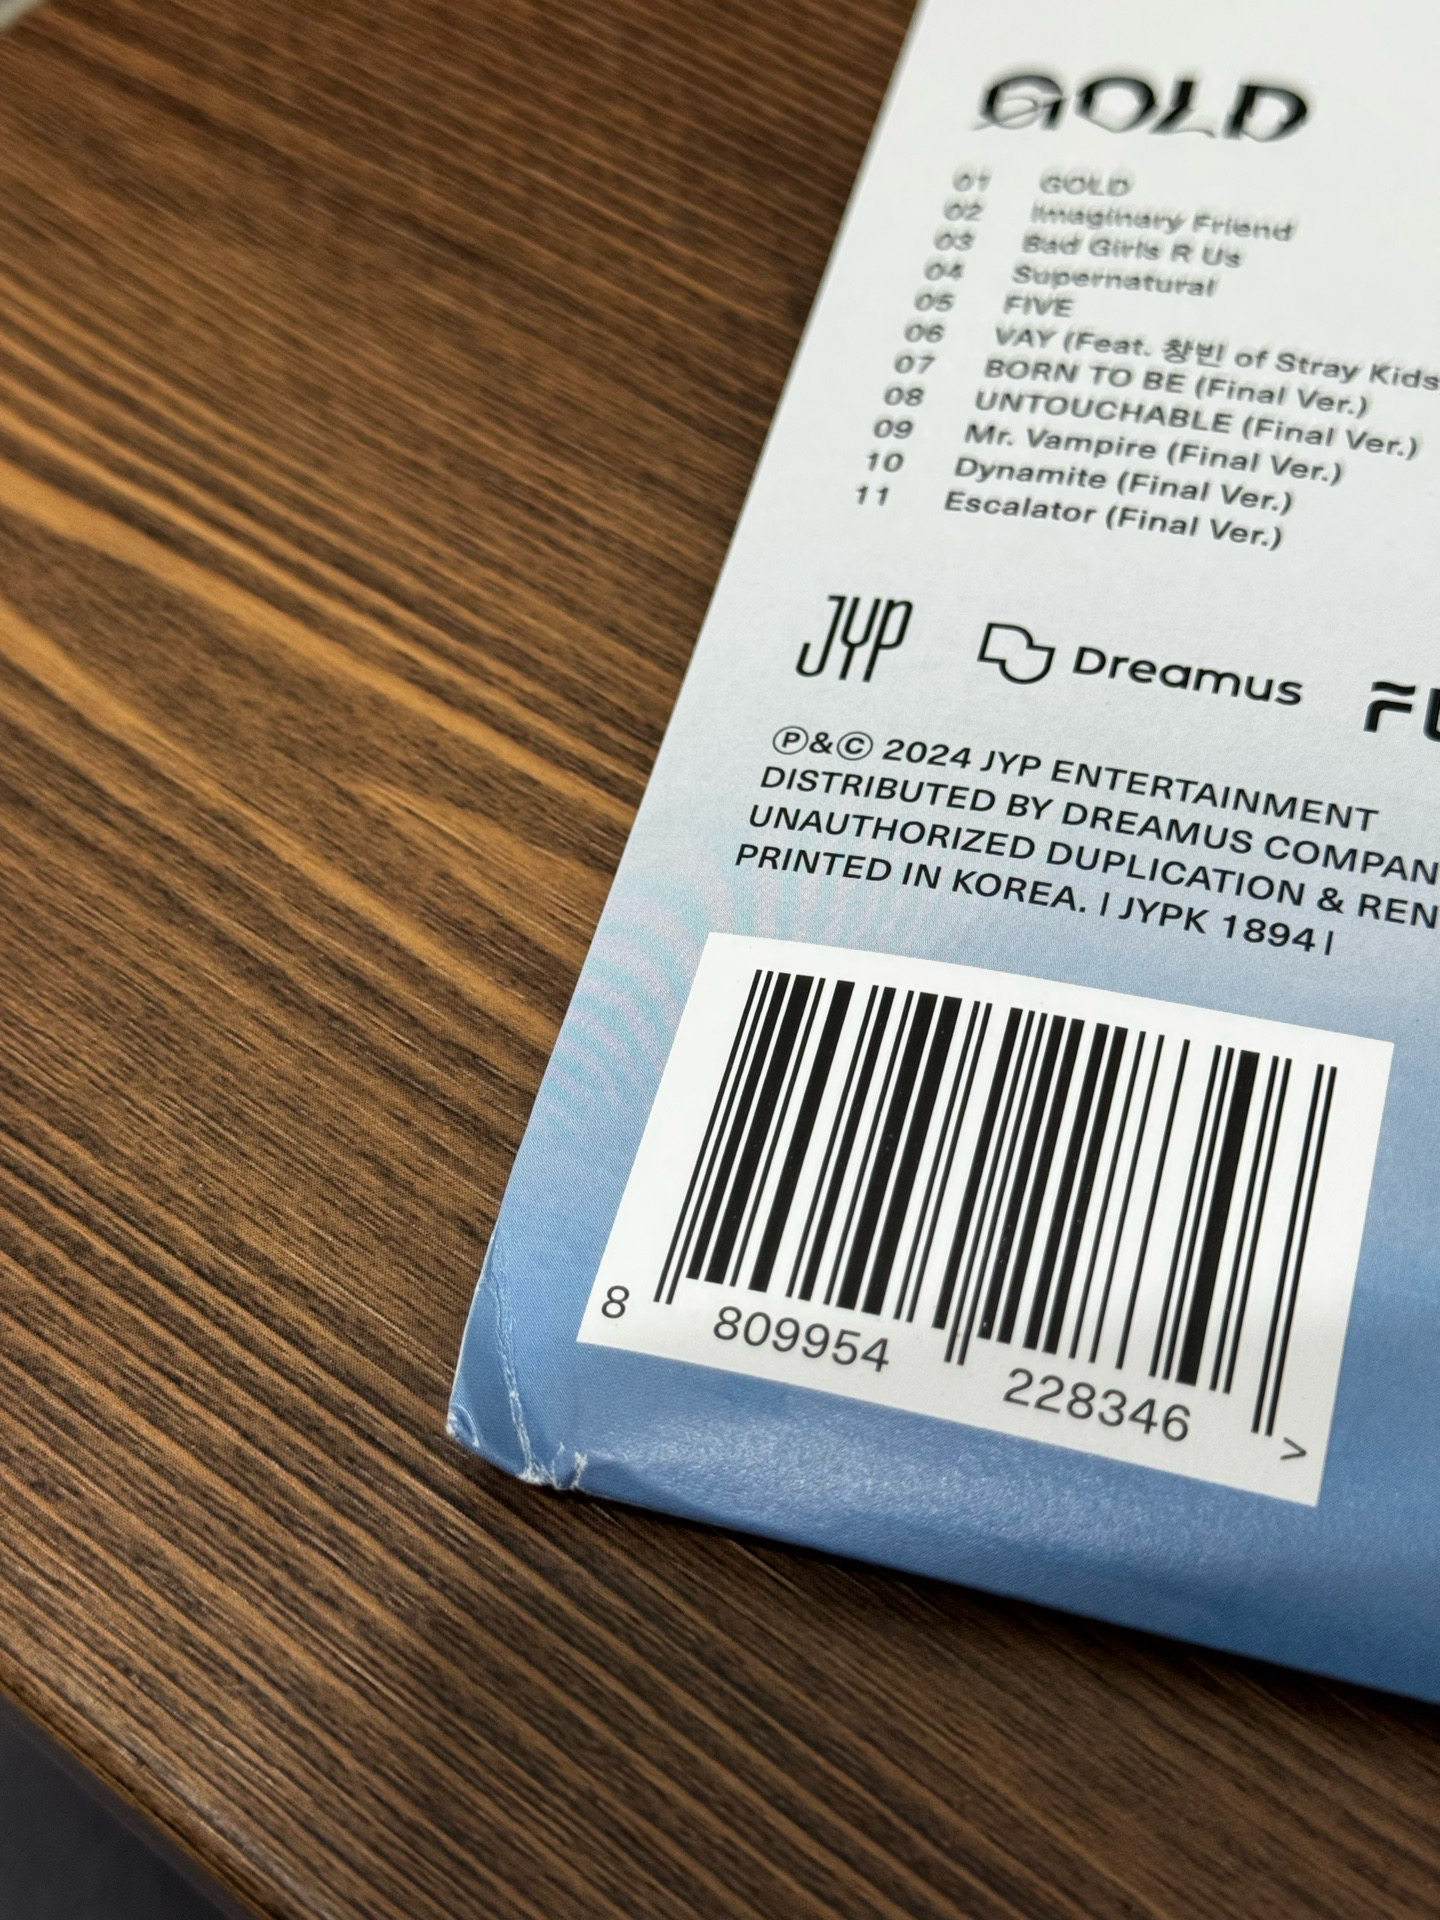 GOLD
01 GOLD
02 Imaginary Friend
03 Bad Girls R Us
04 Supernatural
05 FIVE
06 VAY (Feat. 창빈 of Stray Kids
07 BORN TO BE (Final Ver.)
08 UNTOUCHABLE (Final Ver.)
09 Mr. Vampire (Final Ver.)
10 Dynamite (Final Ver.)
11 Escalator (Final Ver.)
JYP Dreamus
℗&© 2024 JYP ENTERTAINMENT
DISTRIBUTED BY DREAMUS COMPAN
UNAUTHORIZED DUPLICATION & REN
PRINTED IN KOREA. | JYPK 1894 |
8 809954 228346 >